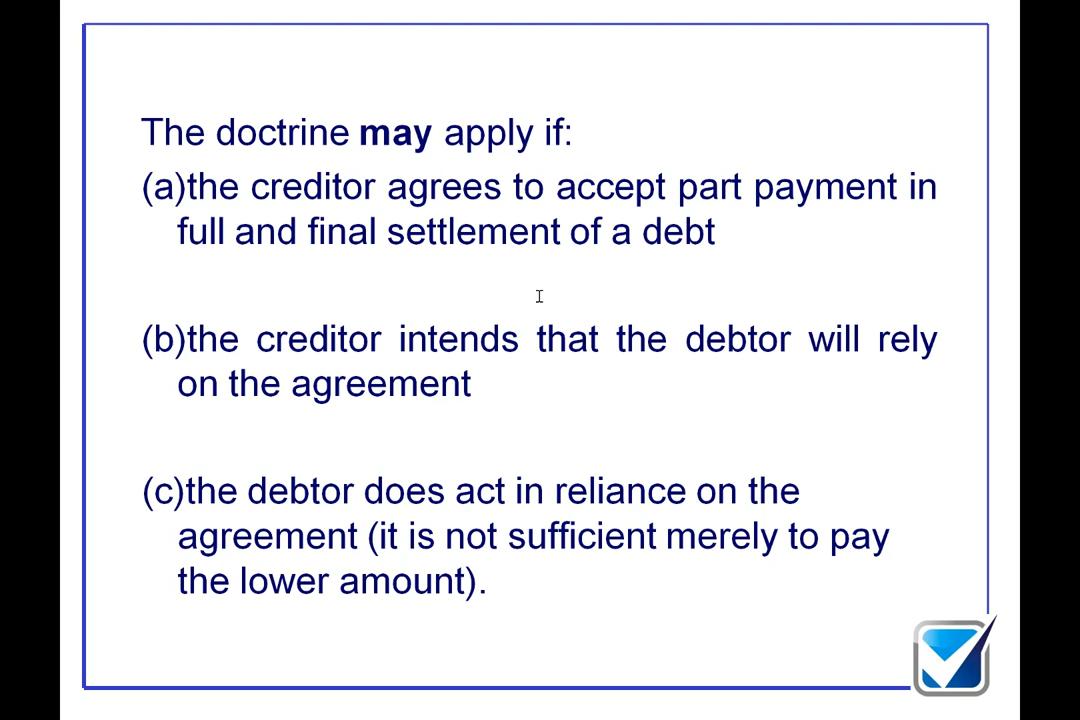 The doctrine may apply if:
(a)the creditor agrees to accept part payment in
full and final settlement of a debt
(b)the creditor intends that the debtor will rely
on the agreement
(c)the debtor does act in reliance on the
agreement (it is not sufficient merely to pay
the lower amount).